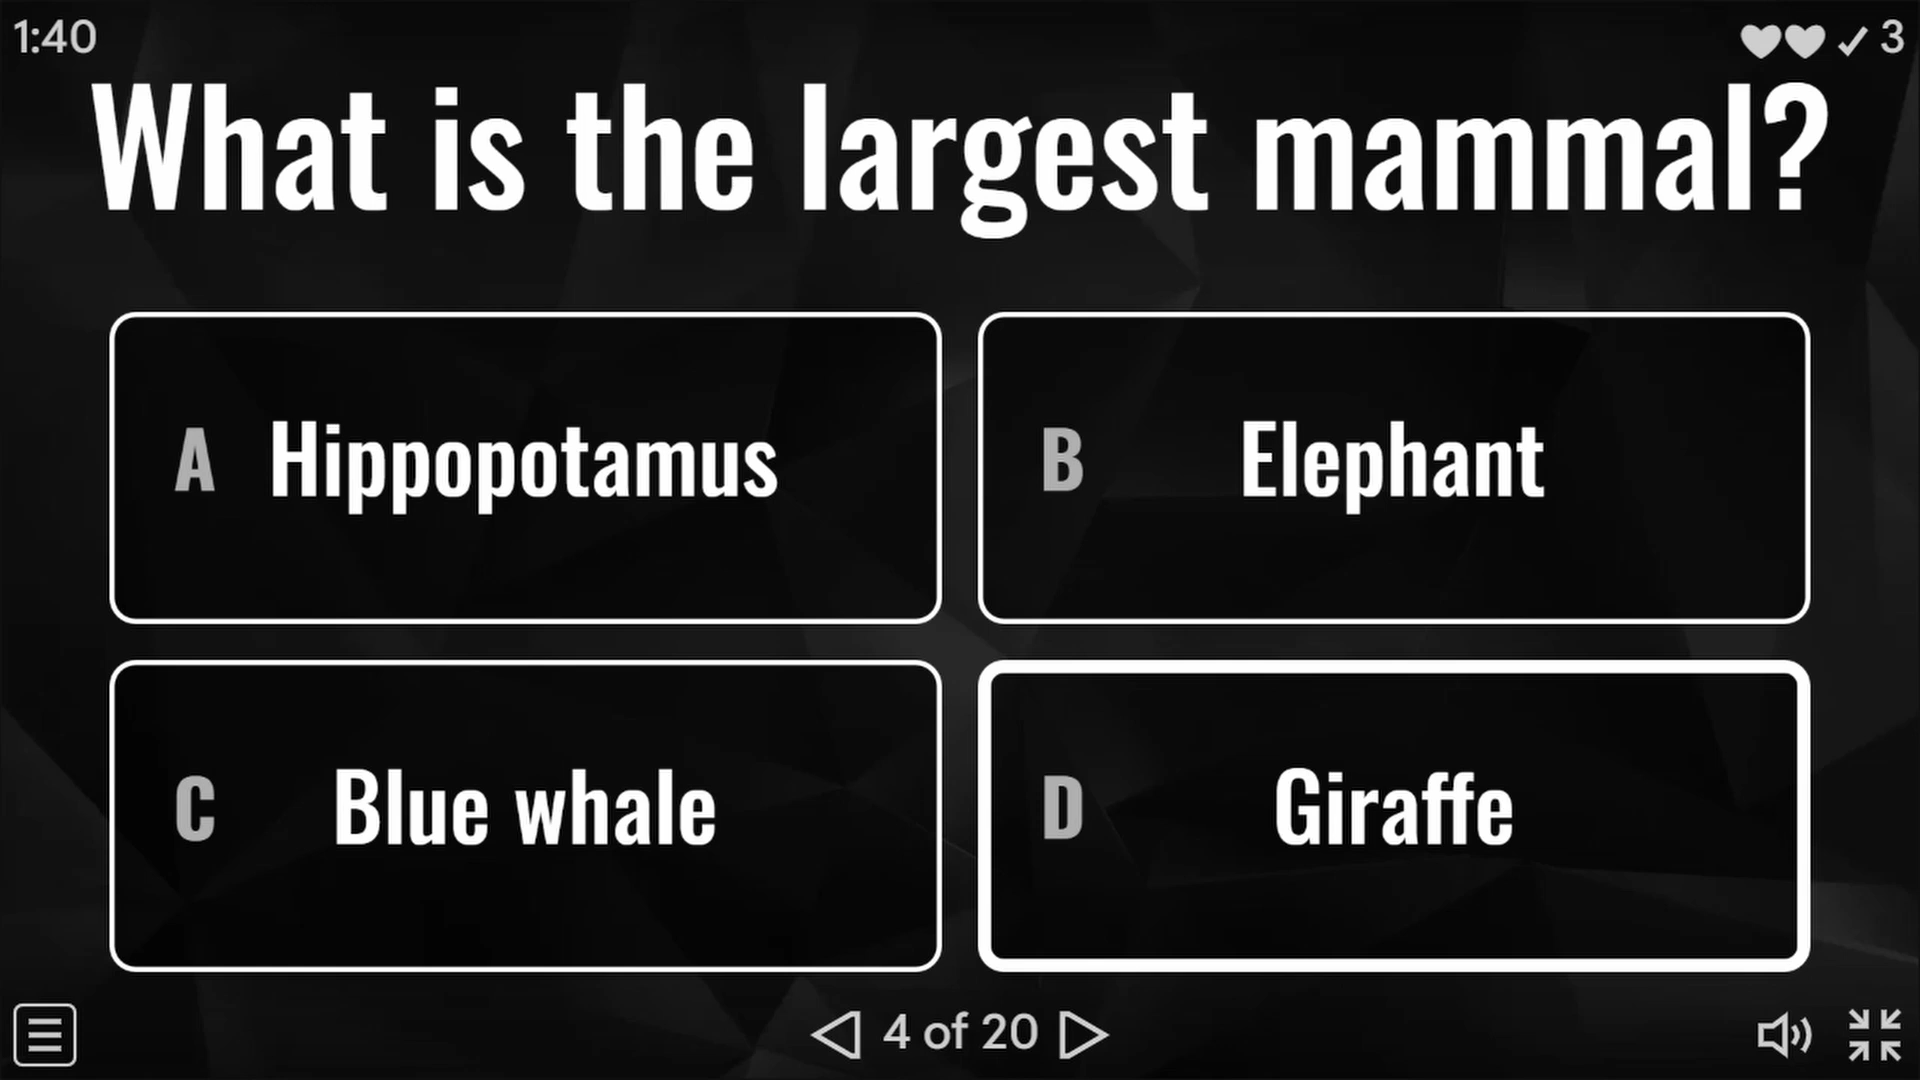 1:40
✓ 3
What is the largest mammal?
A Hippopotamus
B Elephant
C Blue whale
D Giraffe
4 of 20